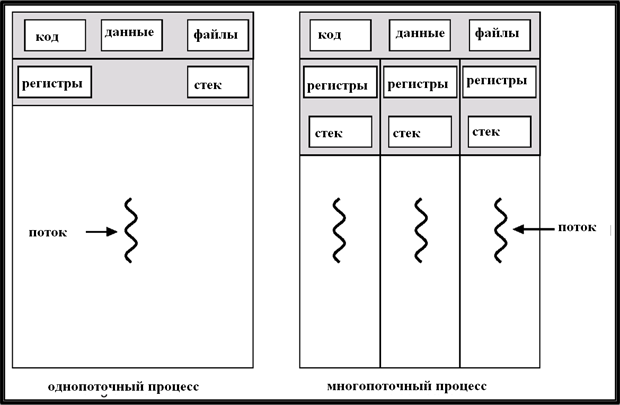 код данные файлы
регистры стек
поток
однопоточный процесс
код данные файлы
регистры регистры регистры
стек стек стек
поток
многопоточный процесс